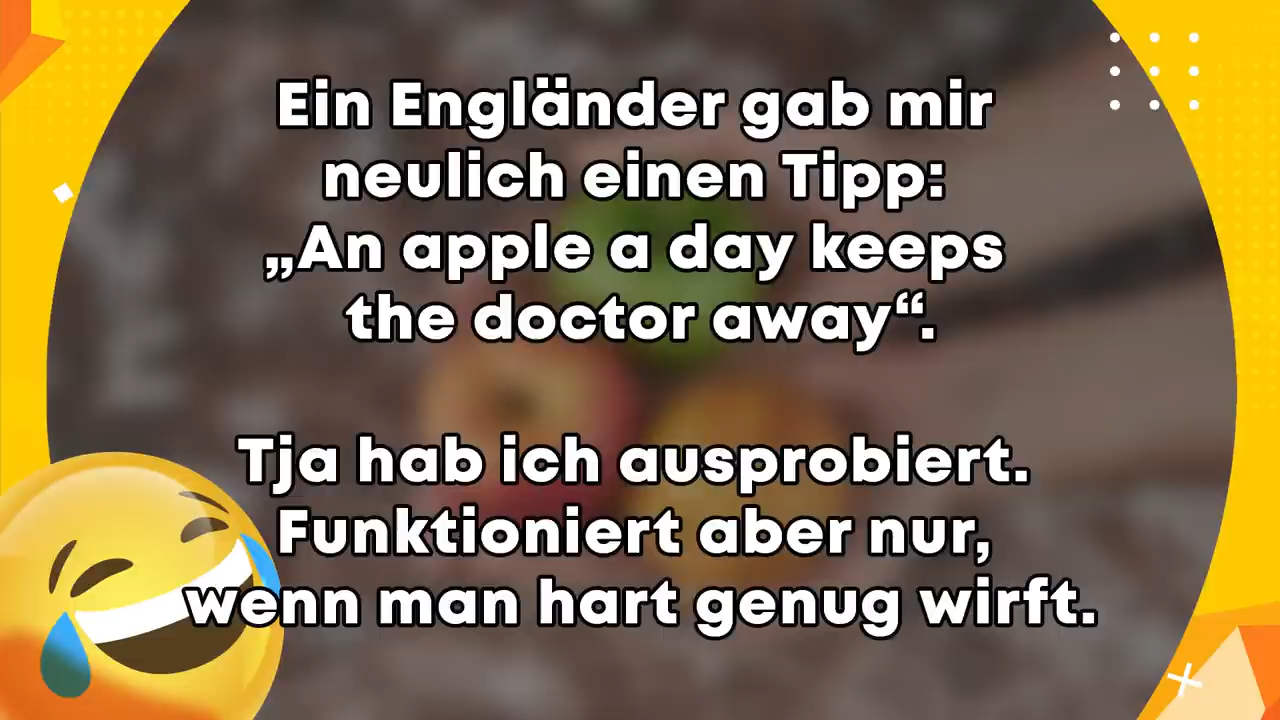 Ein Engländer gab mir
neulich einen Tipp:
„An apple a day keeps
the doctor away“.
Tja hab ich ausprobiert.
Funktioniert aber nur,
wenn man hart genug wirft.